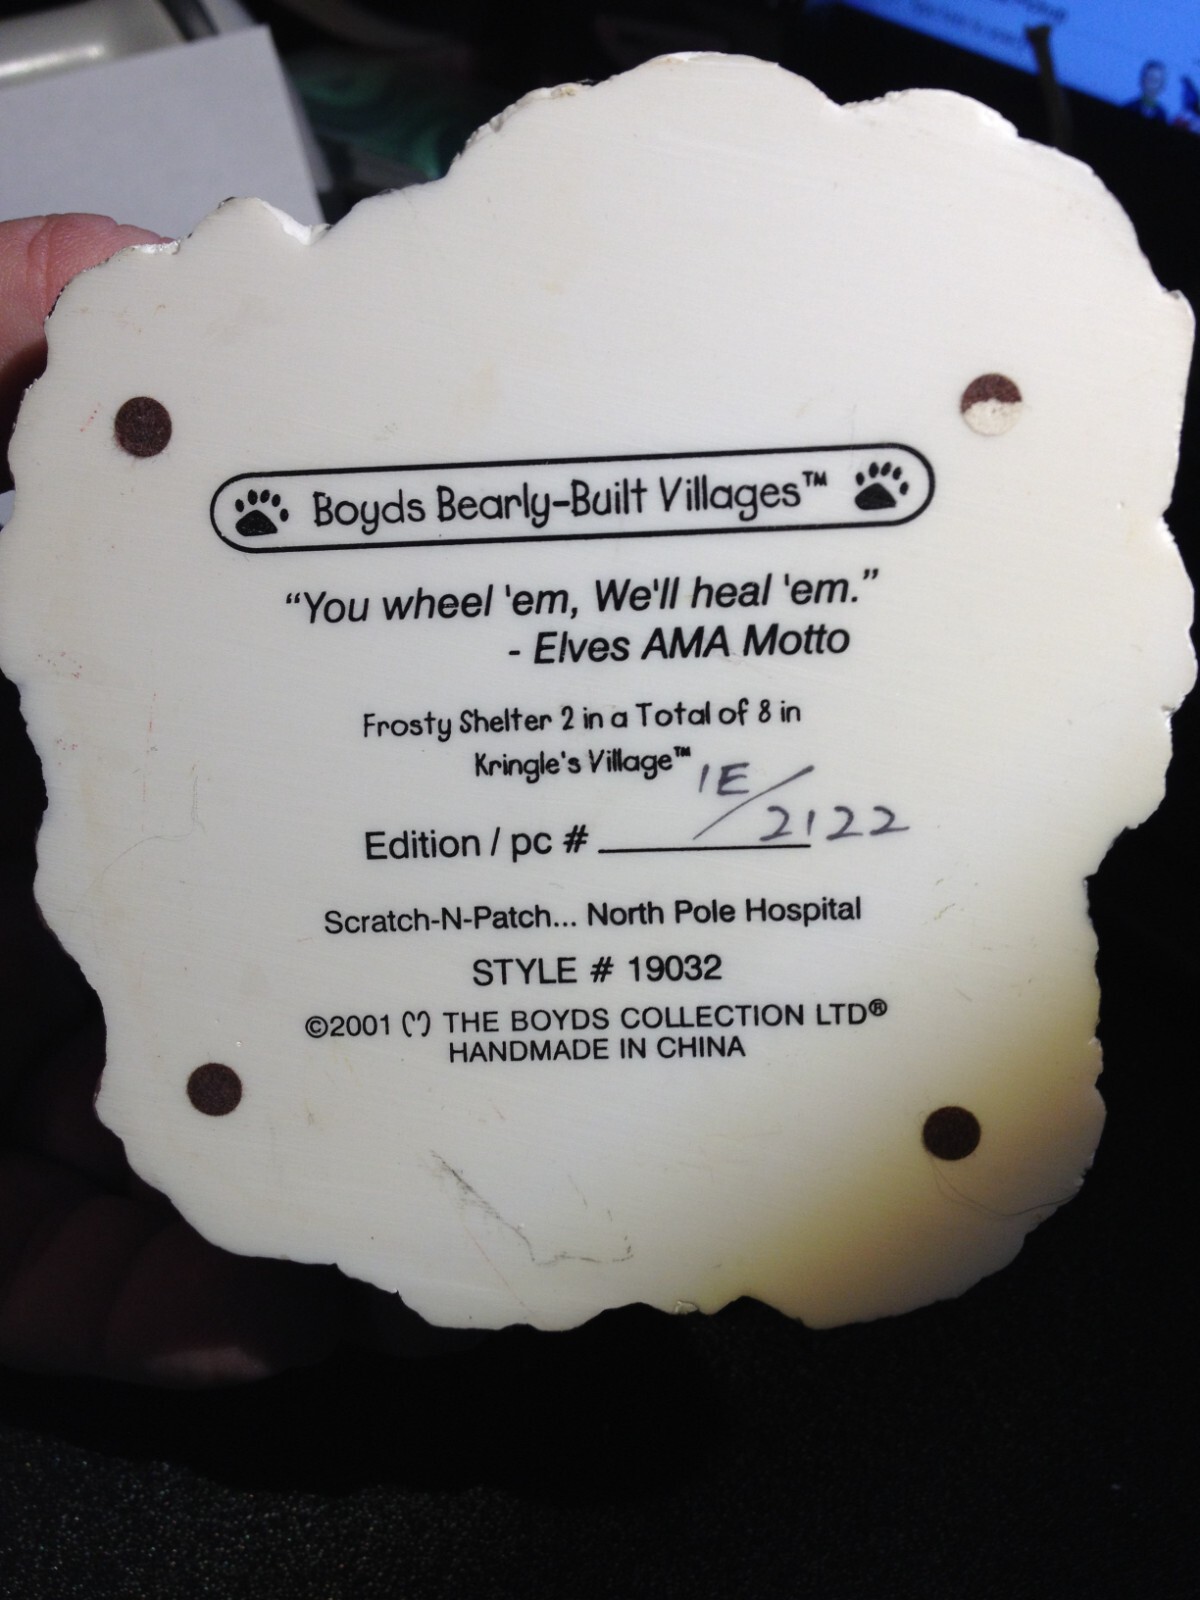 Boyds Bearly-Built Villages™
“You wheel 'em, We'll heal 'em.”
- Elves AMA Motto
Frosty Shelter 2 in a Total of 8 in
Kringle's Village™
1E/2122
Edition / pc #
Scratch-N-Patch... North Pole Hospital
STYLE # 19032
©2001 THE BOYDS COLLECTION LTD®
HANDMADE IN CHINA